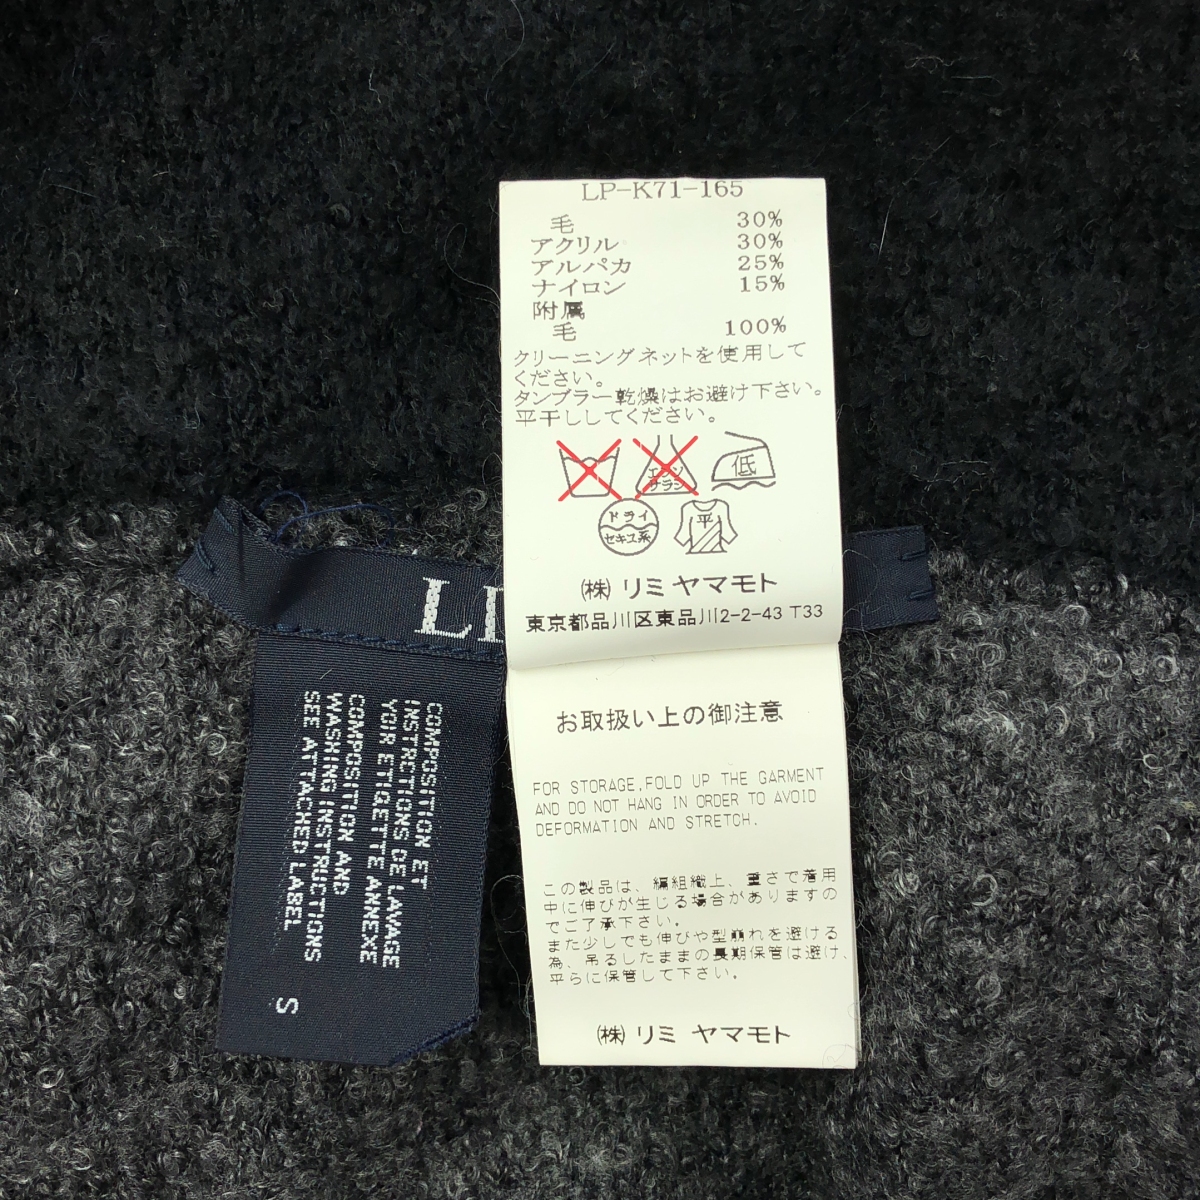 LP-K71-165
毛 30%
アクリル 30%
アルパカ 25%
ナイロン 15%
附属
毛 100%
クリーニングネットを使用して
ください。
タンブラー乾燥はお避け下さい。
平干ししてください。
エンソ
サラシ
低
ドライ
セキユ系
平
㈱ リミ ヤマモト
東京都品川区東品川2-2-43 T33
お取扱い上の御注意
FOR STORAGE,FOLD UP THE GARMENT
AND DO NOT HANG IN ORDER TO AVOID
DEFORMATION AND STRETCH.
この製品は、編組織上、重さで着用
中に伸びが生じる場合がありますの
でご了承下さい。
また少しでも伸びや型崩れを避ける
為、吊るしたままの長期保管は避け、
平らに保管して下さい。
㈱ リミ ヤマモト
COMPOSITION ET
INSTRCTIONS DE LAVAGE
VOIR ETIGETTE ANNEXE
COMPOSITION AND
WASHING INSTRUCTIONS
SEE ATTACHED LABEL
S